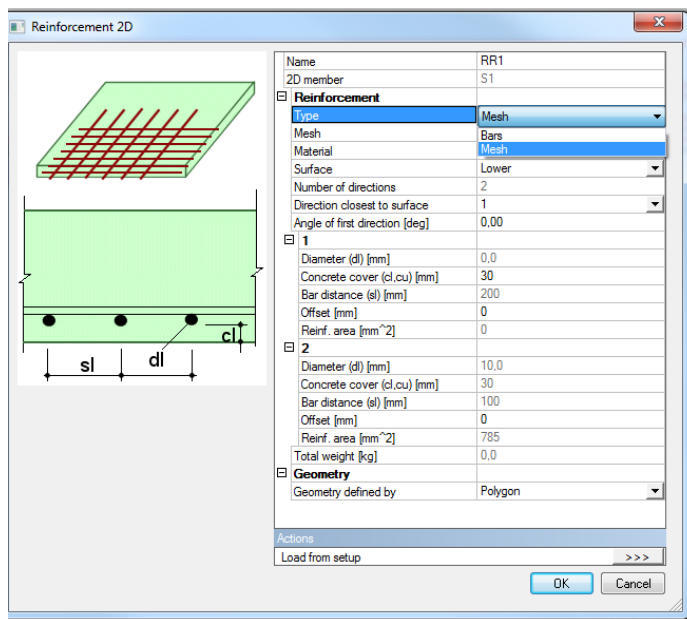 Reinforcement 2D
Name RR1
2D member S1
Reinforcement
Type Mesh
Mesh Bars
Material Mesh
Surface Lower
Number of directions 2
Direction closest to surface 1
Angle of first direction [deg] 0,00
1
Diameter (dl) [mm] 0,0
Concrete cover (cl,cu) [mm] 30
Bar distance (sl) [mm] 200
Offset [mm] 0
Reinf. area [mm^2] 0
2
Diameter (dl) [mm] 10,0
Concrete cover (cl,cu) [mm] 30
Bar distance (sl) [mm] 100
Offset [mm] 0
Reinf. area [mm^2] 785
Total weight [kg] 0,0
Geometry
Geometry defined by Polygon
cl
sl dl
Actions
Load from setup >>>
OK Cancel